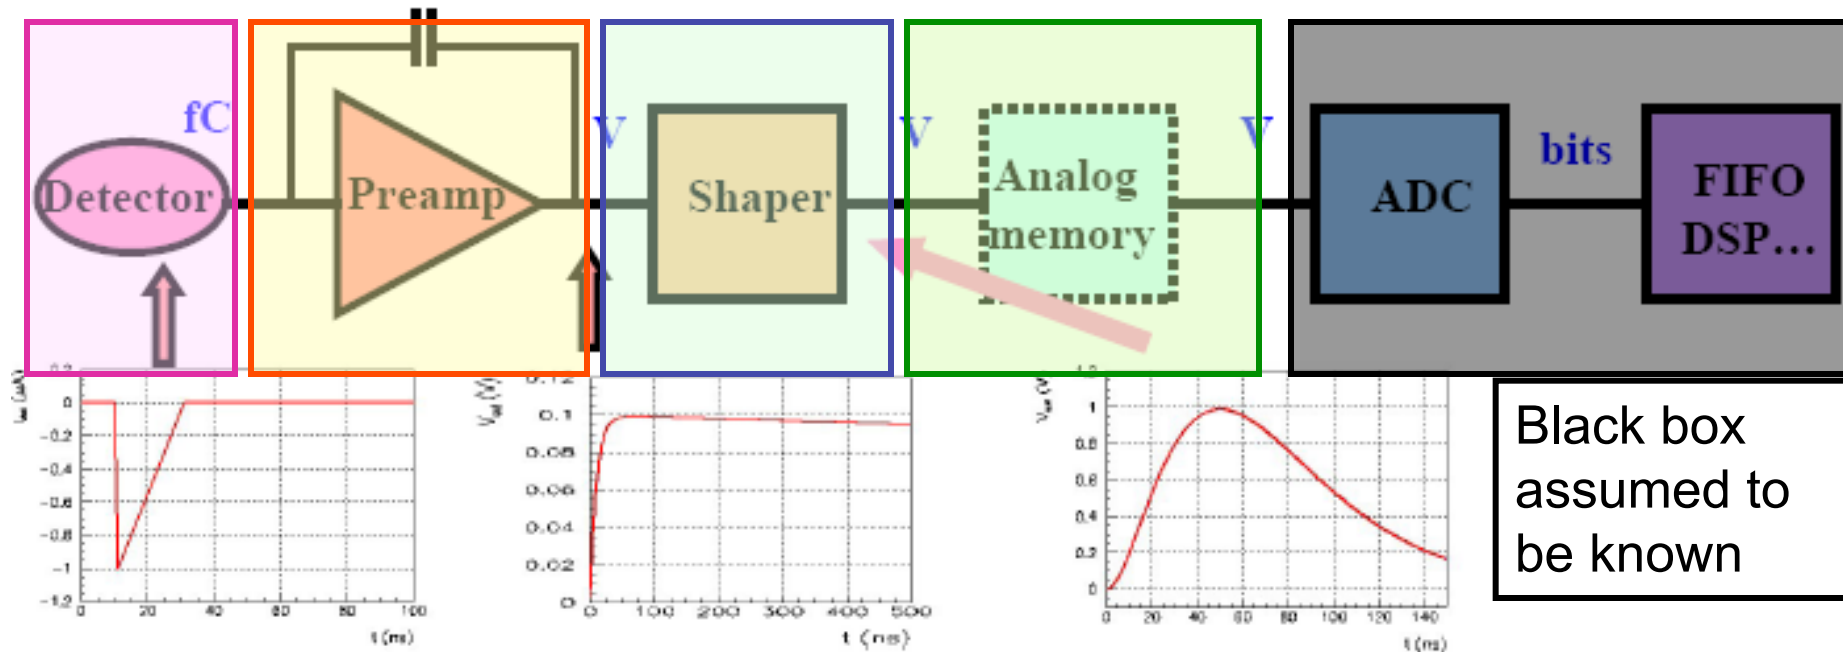 fC
V
V
V
bits
Detector
Preamp
Shaper
Analog
memory
ADC
FIFO
DSP...
0
-0.2
-0.4
-0.6
-0.8
-1
-1.2
0 20 40 60 80 100
t (ns)
0.12
0.1
0.08
0.06
0.04
0.02
0
0 100 200 300 400 500
t (ns)
1
0.8
0.6
0.4
0.2
0
0 20 40 60 80 100 120 140
t (ns)
Black box
assumed to
be known